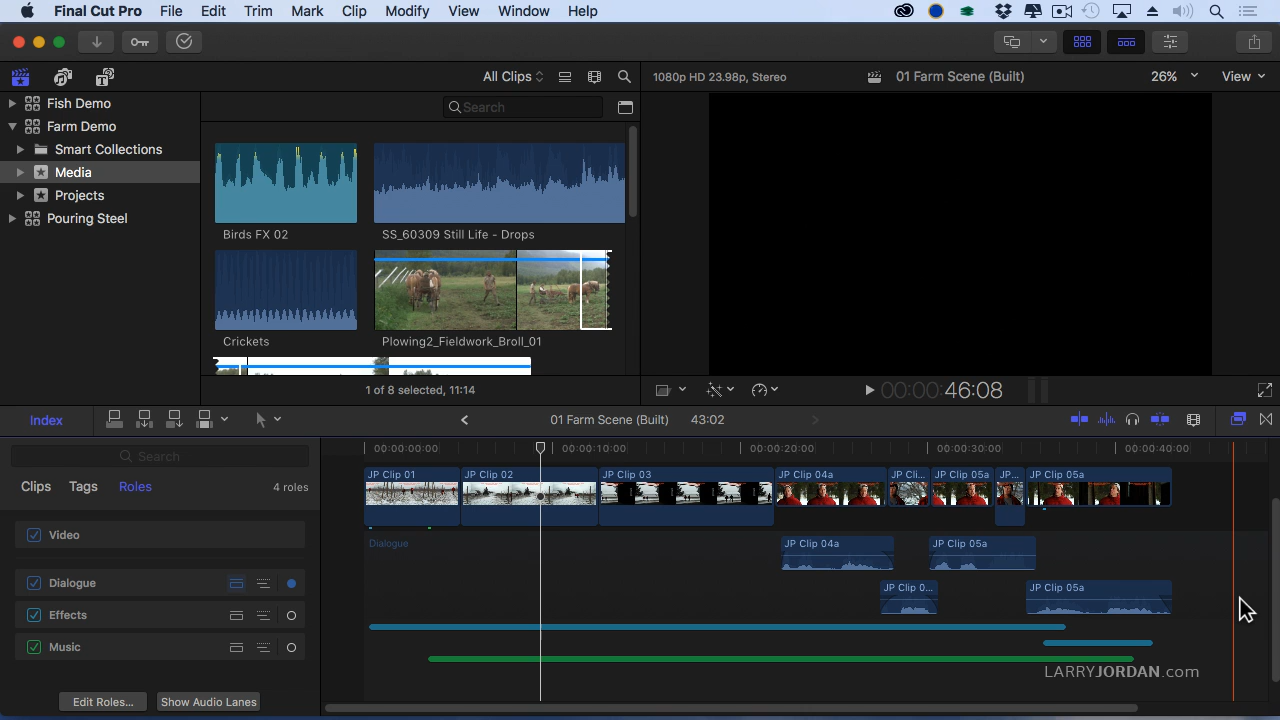 Final Cut Pro File Edit Trim Mark Clip Modify View Window Help
All Clips
1080p HD 23.98p, Stereo
01 Farm Scene (Built)
26%
View
Fish Demo
Farm Demo
Smart Collections
Media
Projects
Pouring Steel
Search
Birds FX 02
SS_60309 Still Life - Drops
Crickets
Plowing2_Fieldwork_Broll_01
1 of 8 selected, 11:14
00:00:46:08
Index
01 Farm Scene (Built) 43:02
Search
Clips Tags Roles 4 roles
Video
Dialogue
Effects
Music
Edit Roles... Show Audio Lanes
00:00:00:00 00:00:10:00 00:00:20:00 00:00:30:00 00:00:40:00
JP Clip 01 JP Clip 02 JP Clip 03 JP Clip 04a JP Cli... JP Clip 05a JP... JP Clip 05a
Dialogue
JP Clip 04a JP Clip 05a
JP Clip 0... JP Clip 05a
LARRYJORDAN.com